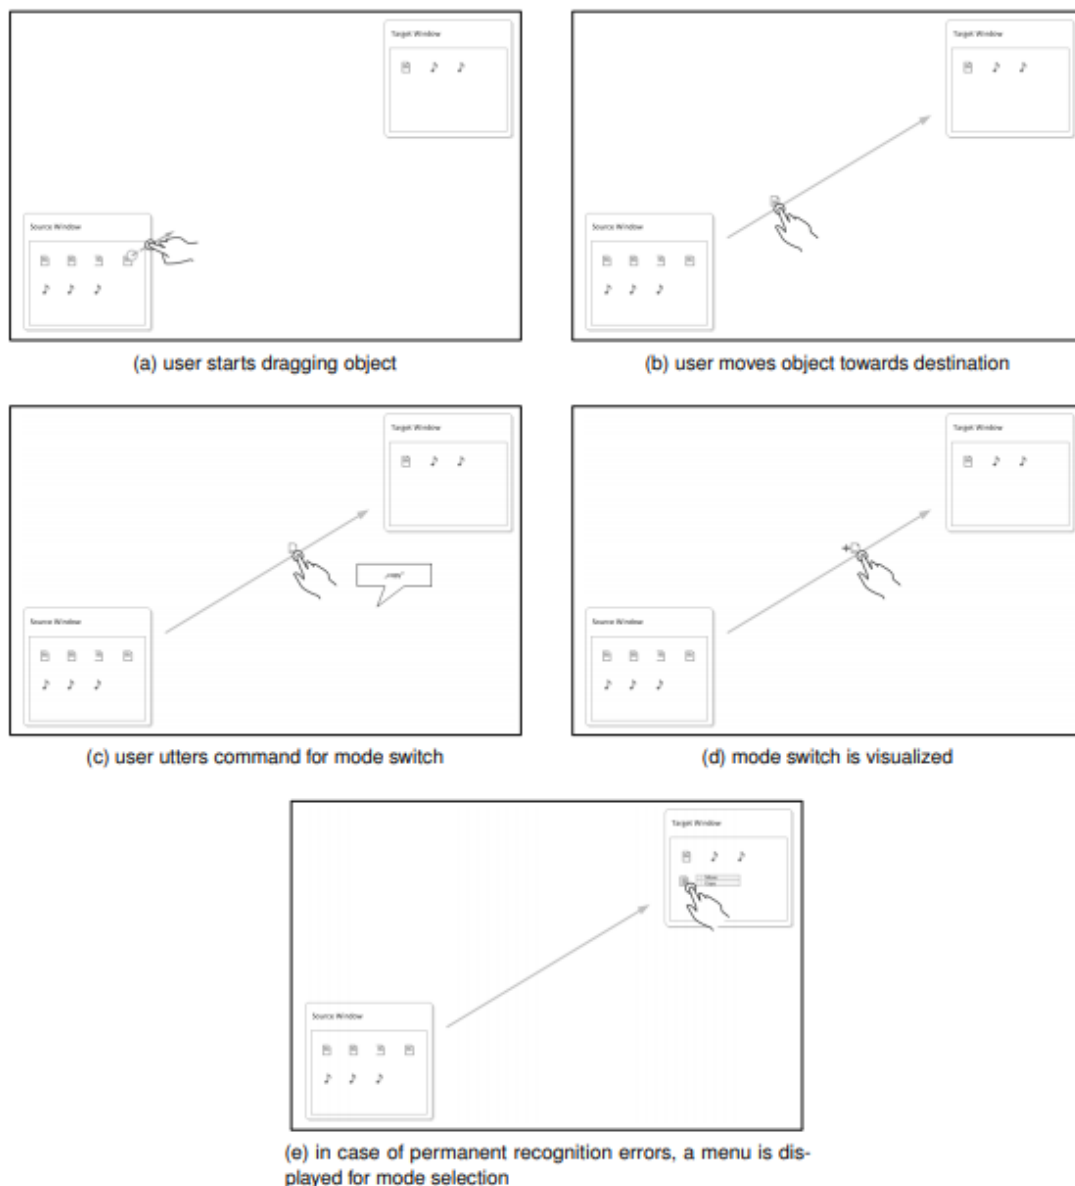 Target Window
Source Window
(a) user starts dragging object
Target Window
Source Window
(b) user moves object towards destination
Target Window
"copy"
Source Window
(c) user utters command for mode switch
Target Window
Source Window
(d) mode switch is visualized
Target Window
Move
Copy
Source Window
(e) in case of permanent recognition errors, a menu is dis-
played for mode selection